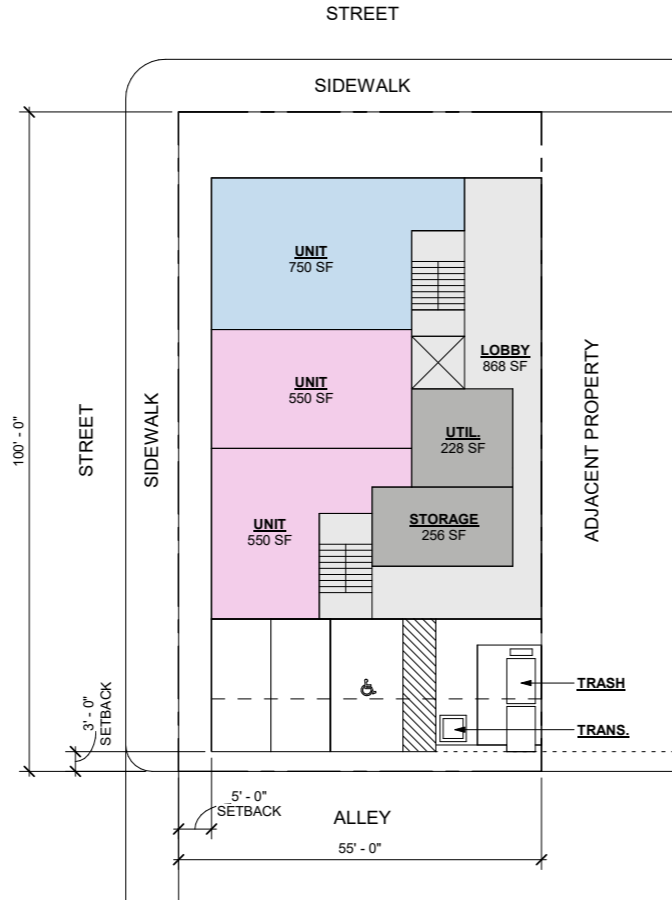 STREET
SIDEWALK
UNIT
750 SF
LOBBY
868 SF
UNIT
550 SF
UTIL.
228 SF
STORAGE
256 SF
UNIT
550 SF
100' - 0"
STREET
SIDEWALK
ADJACENT PROPERTY
TRASH
TRANS.
3' - 0"
SETBACK
5' - 0"
SETBACK
ALLEY
55' - 0"